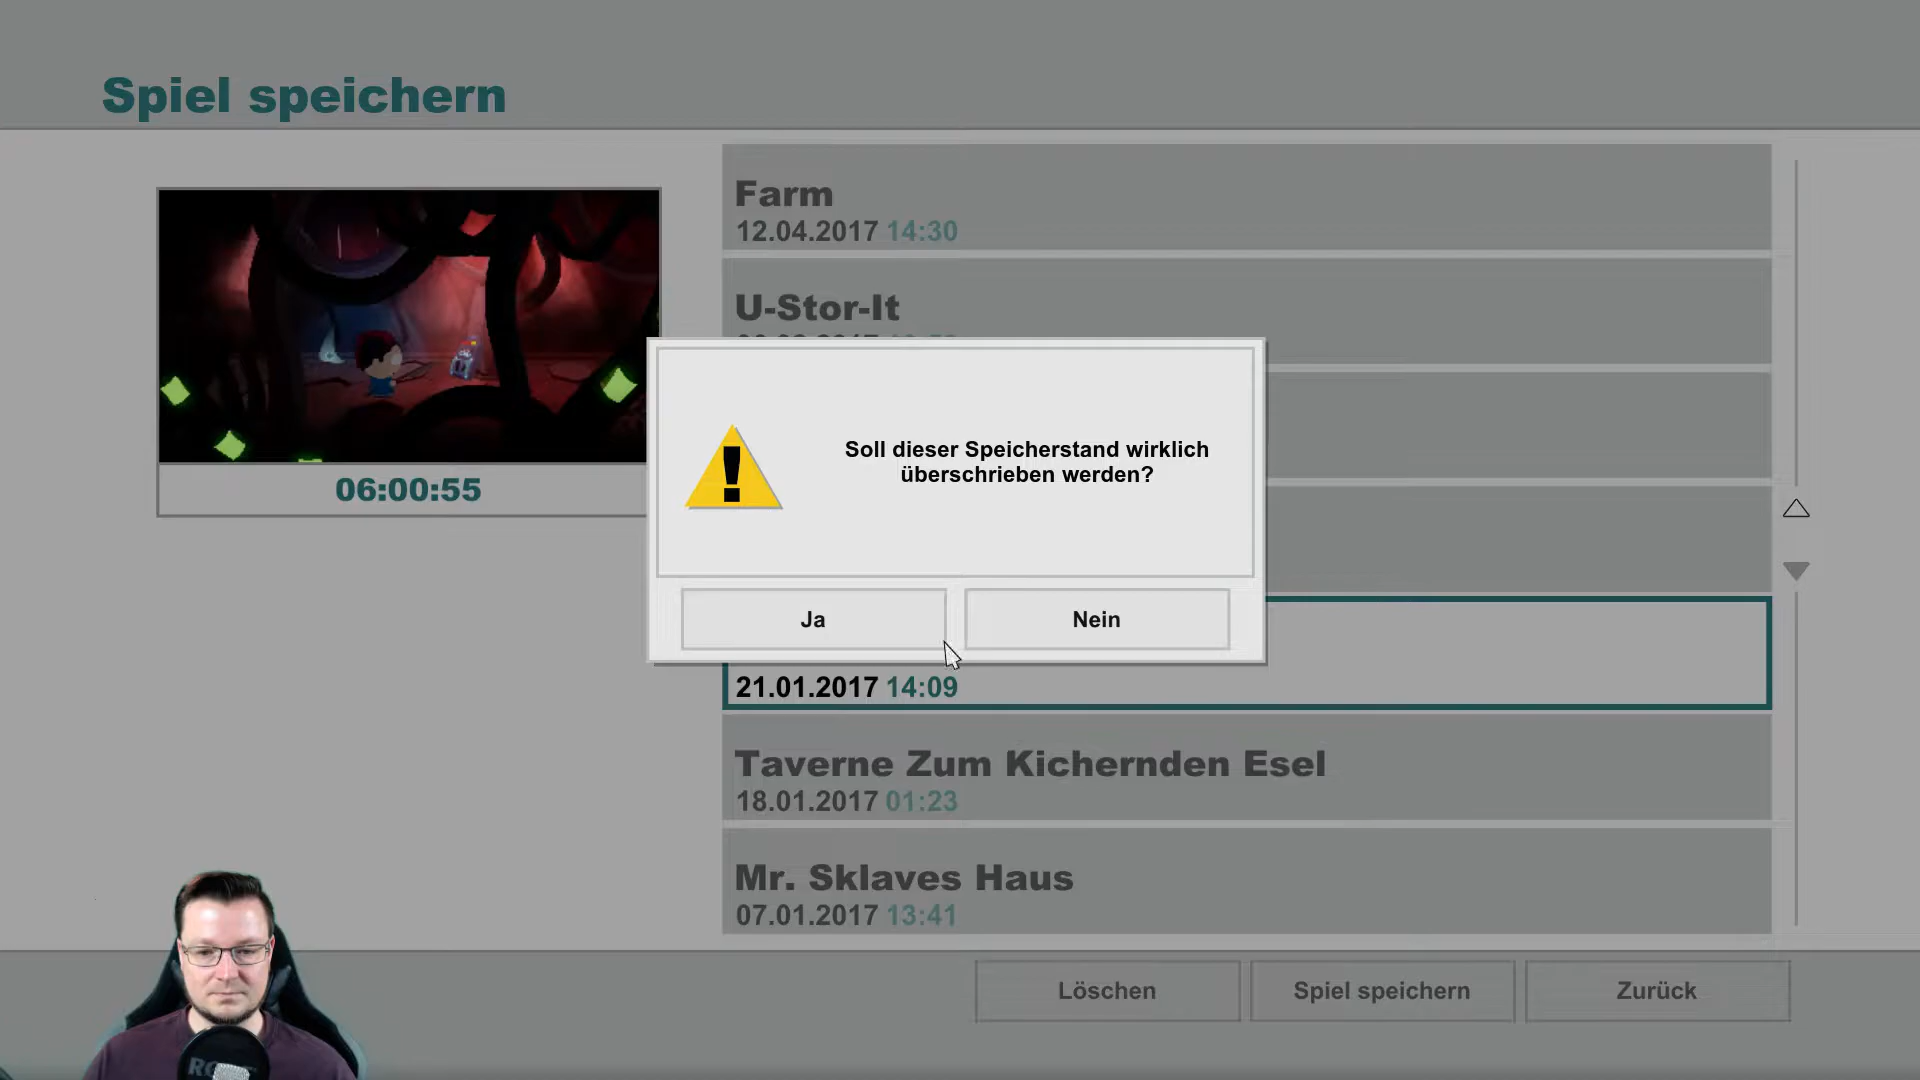 Spiel speichern
Farm
12.04.2017 14:30
U-Stor-It
06:00:55
Soll dieser Speicherstand wirklich
überschrieben werden?
Ja
Nein
21.01.2017 14:09
Taverne Zum Kichernden Esel
18.01.2017 01:23
Mr. Sklaves Haus
07.01.2017 13:41
Löschen
Spiel speichern
Zurück